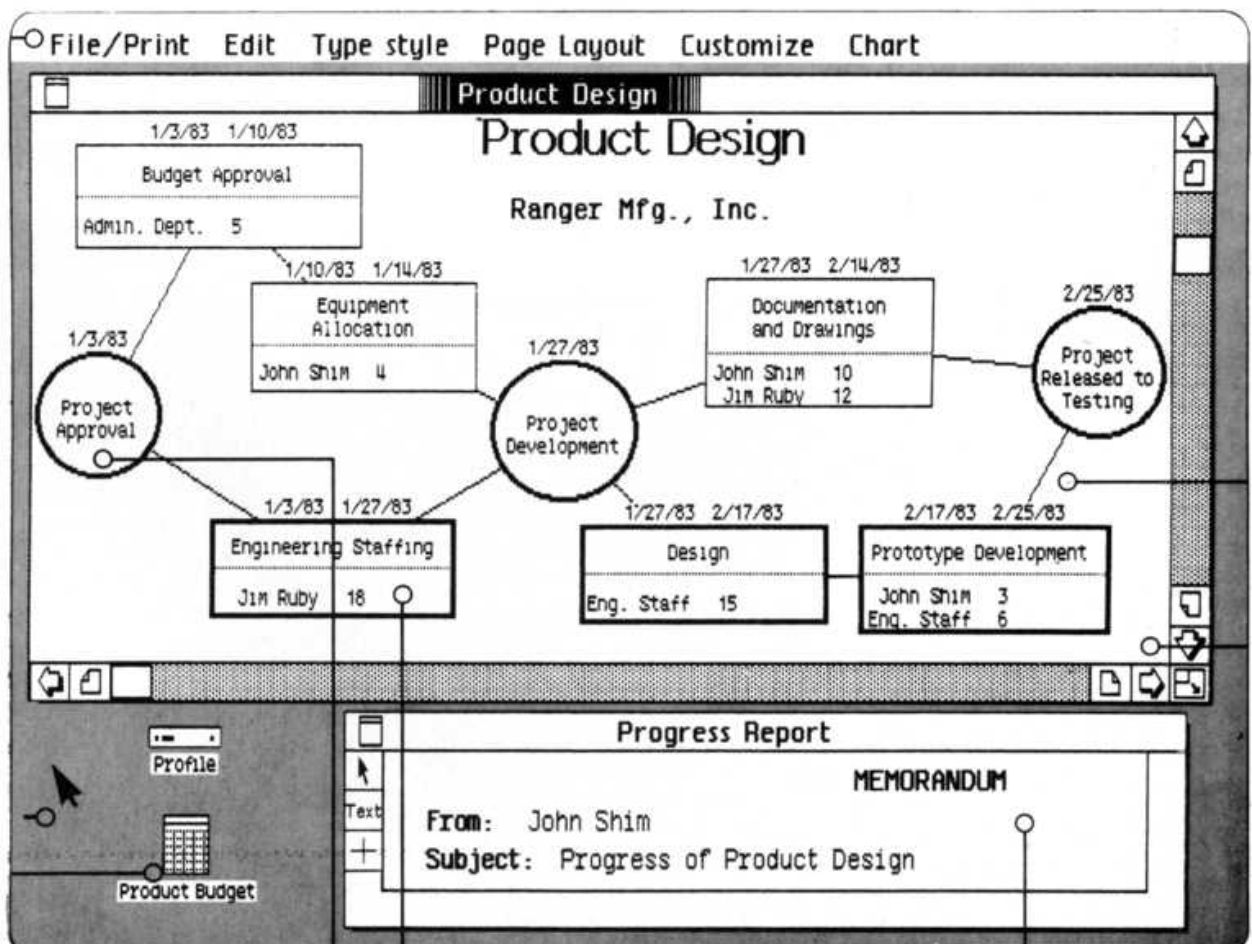 File/Print Edit Type style Page Layout Customize Chart
Product Design
Product Design
Ranger Mfg., Inc.
1/3/83 1/10/83
Budget Approval
Admin. Dept. 5
1/10/83 1/14/83
Equipment
Allocation
John Shim 4
1/3/83
Project
Approval
1/3/83 1/27/83
Engineering Staffing
Jim Ruby 18
1/27/83
Project
Development
1/27/83 2/14/83
Documentation
and Drawings
John Shim 10
Jim Ruby 12
1/27/83 2/17/83
Design
Eng. Staff 15
2/17/83 2/25/83
Prototype Development
John Shim 3
Eng. Staff 6
2/25/83
Project
Released to
Testing
Profile
Product Budget
Progress Report
Text
MEMORANDUM
From: John Shim
Subject: Progress of Product Design